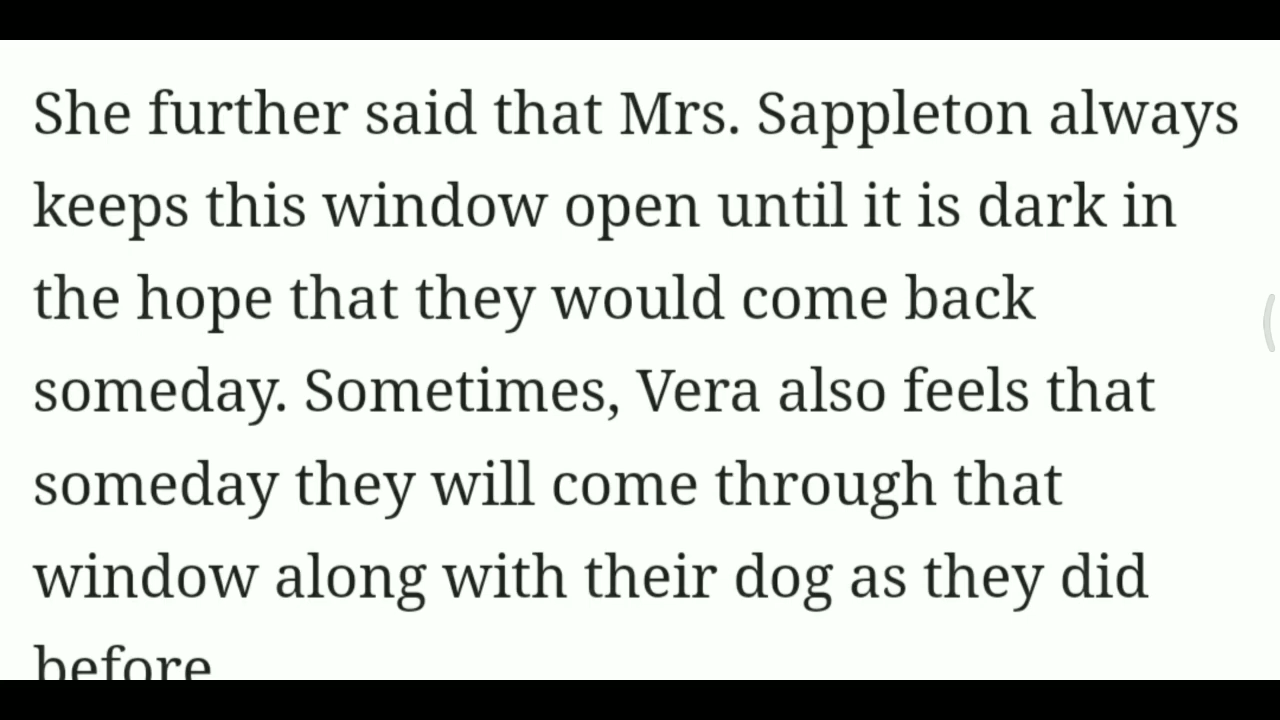 She further said that Mrs. Sappleton always
keeps this window open until it is dark in
the hope that they would come back
someday. Sometimes, Vera also feels that
someday they will come through that
window along with their dog as they did
before